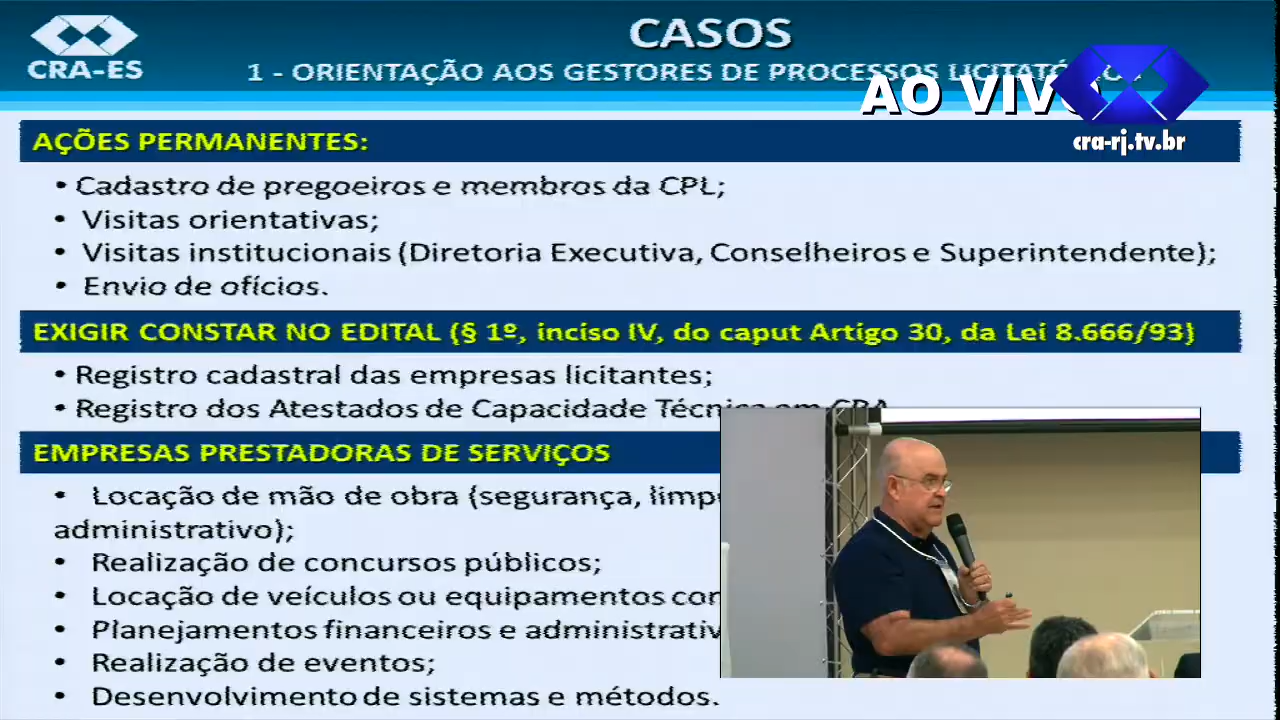 CASOS
CRA-ES
1 - ORIENTAÇÃO AOS GESTORES DE PROCESSOS
AO VIVO
cra-rj.tv.br
AÇÕES PERMANENTES:
• Cadastro de pregoeiros e membros da CPL;
• Visitas orientativas;
• Visitas institucionais (Diretoria Executiva, Conselheiros e Superintendente);
• Envio de ofícios.
EXIGIR CONSTAR NO EDITAL (§ 1º, inciso IV, do caput Artigo 30, da Lei 8.666/93)
• Registro cadastral das empresas licitantes;
• Registro dos Atestados de Capacidade Técnica em CRA
EMPRESAS PRESTADORAS DE SERVIÇOS
• Locação de mão de obra (segurança,
administrativo);
• Realização de concursos públicos;
• Locação de veículos ou equipamentos
• Planejamentos financeiros e
• Realização de eventos;
• Desenvolvimento de sistemas e métodos.